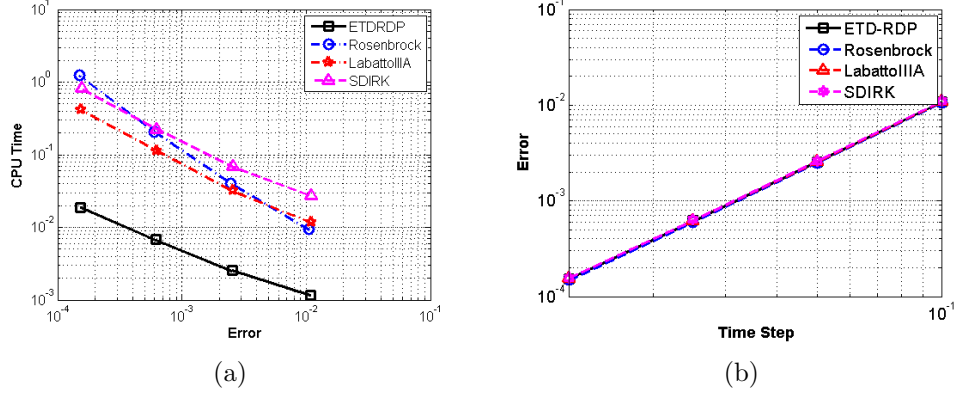 10^1
10^0
10^-1
10^-2
10^-3
CPU Time
10^-4
10^-3
10^-2
10^-1
Error
ETDRDP
Rosenbrock
LabattoIIIA
SDIRK
(a)
10^-1
10^-2
10^-3
10^-4
Error
10^-1
Time Step
ETD-RDP
Rosenbrock
LabattoIIIA
SDIRK
(b)